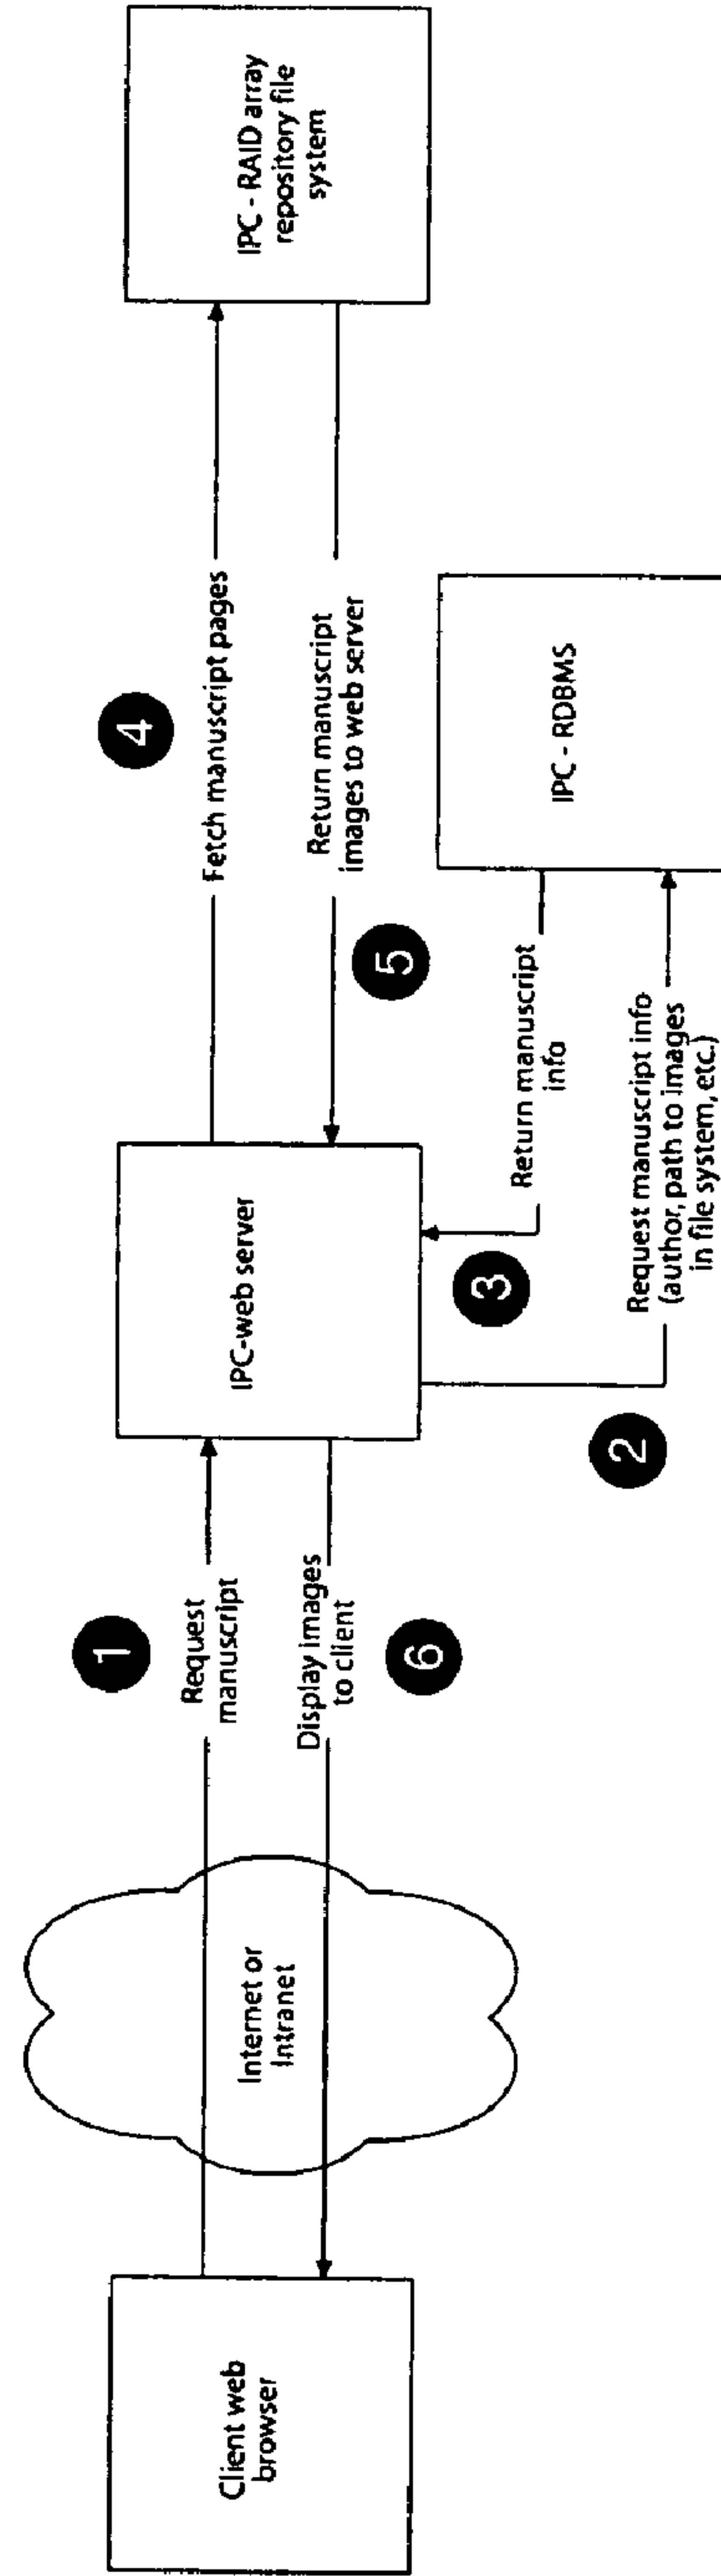 Client web
browser
Internet or
Intranet
1
Request
manuscript
Display images
to client
6
IPC-web server
2
Request manuscript info
(author, path to images
in file system, etc.)
3
Return manuscript
info
IPC - RDBMS
4
Fetch manuscript pages
Return manuscript
images to web server
5
IPC - RAID array
repository file
system